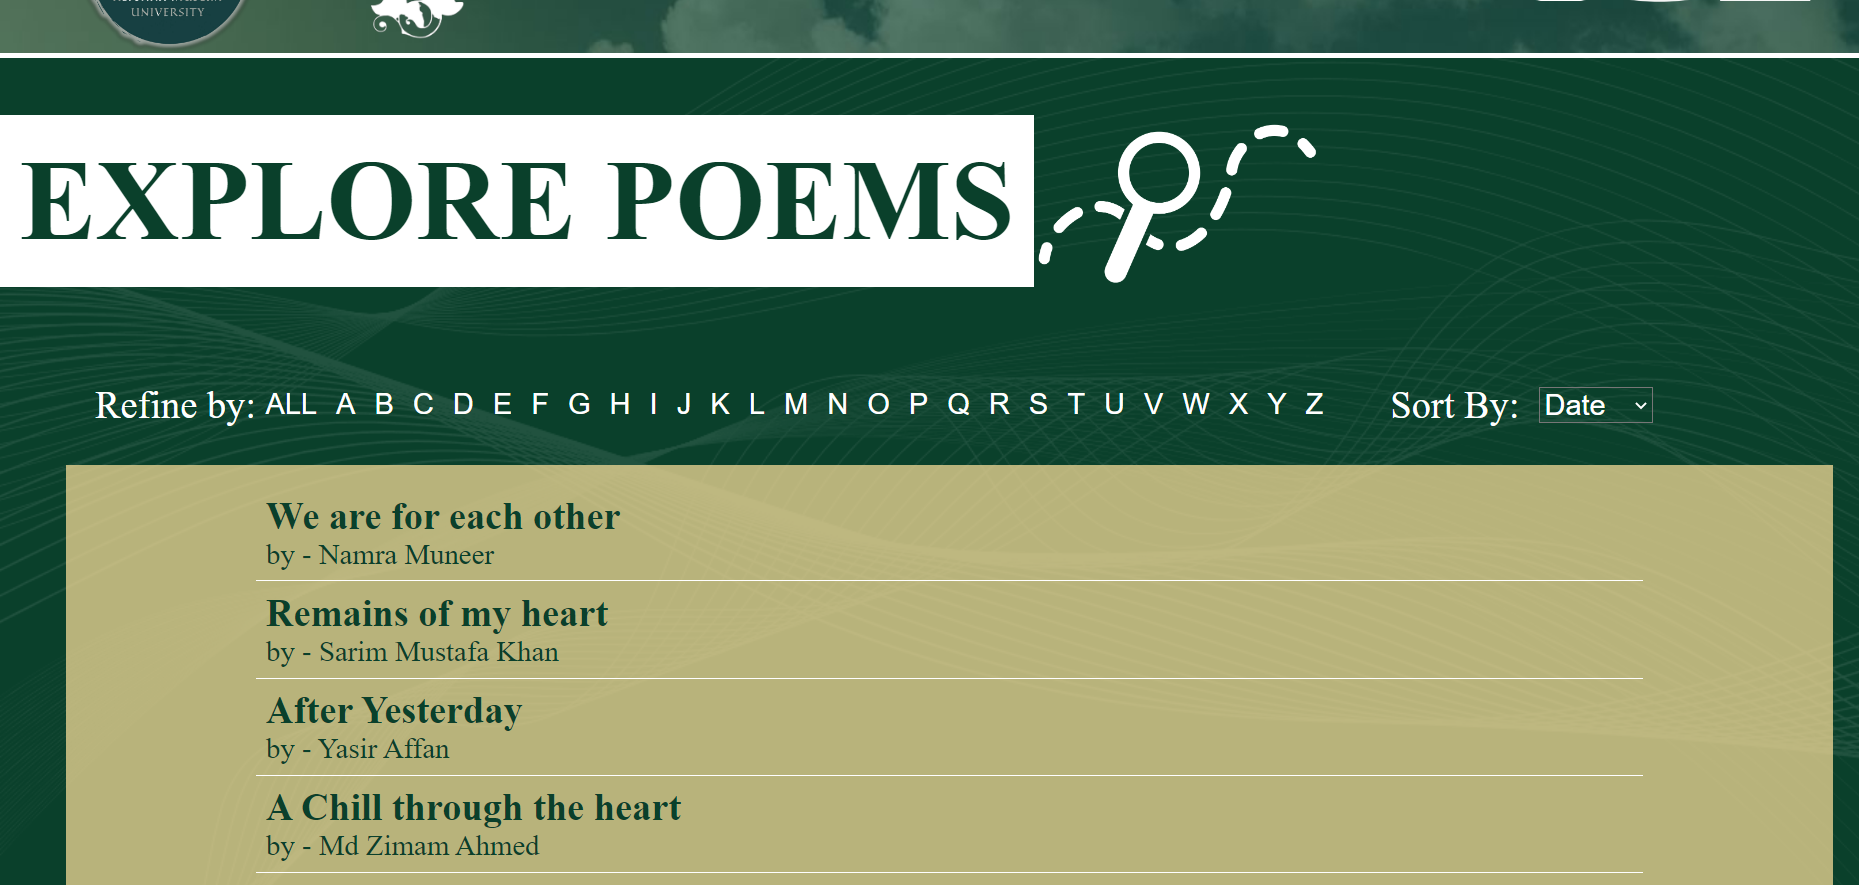 UNIVERSITY
EXPLORE POEMS
Refine by: ALL A B C D E F G H I J K L M N O P Q R S T U V W X Y Z Sort By: Date
We are for each other
by - Namra Muneer
Remains of my heart
by - Sarim Mustafa Khan
After Yesterday
by - Yasir Affan
A Chill through the heart
by - Md Zimam Ahmed